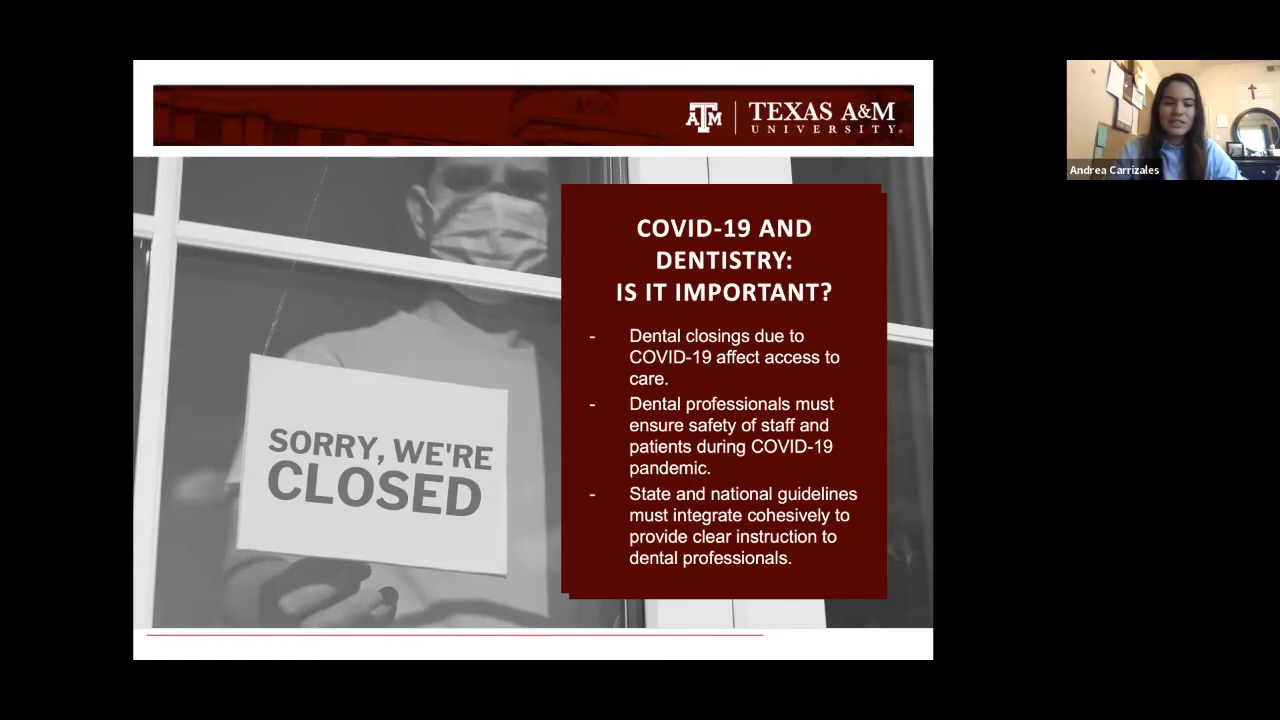 ATM
TEXAS A&M
UNIVERSITY®
Andrea Carrizales
COVID-19 AND
DENTISTRY:
IS IT IMPORTANT?
- Dental closings due to
COVID-19 affect access to
care.
- Dental professionals must
ensure safety of staff and
patients during COVID-19
pandemic.
- State and national guidelines
must integrate cohesively to
provide clear instruction to
dental professionals.
SORRY, WE'RE
CLOSED